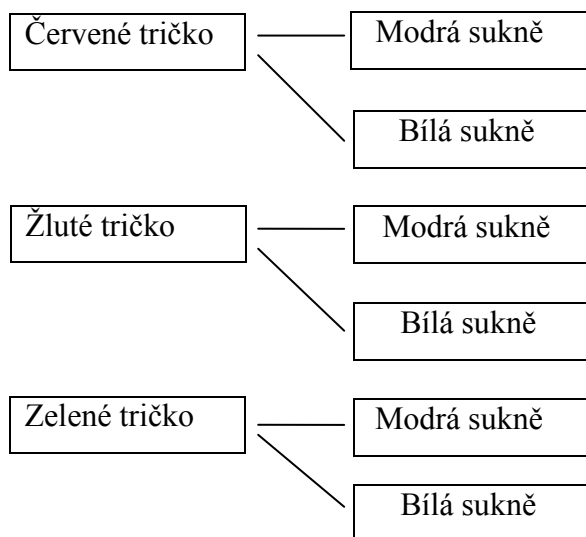 Červené tričko
Modrá sukně
Bílá sukně
Žluté tričko
Modrá sukně
Bílá sukně
Zelené tričko
Modrá sukně
Bílá sukně